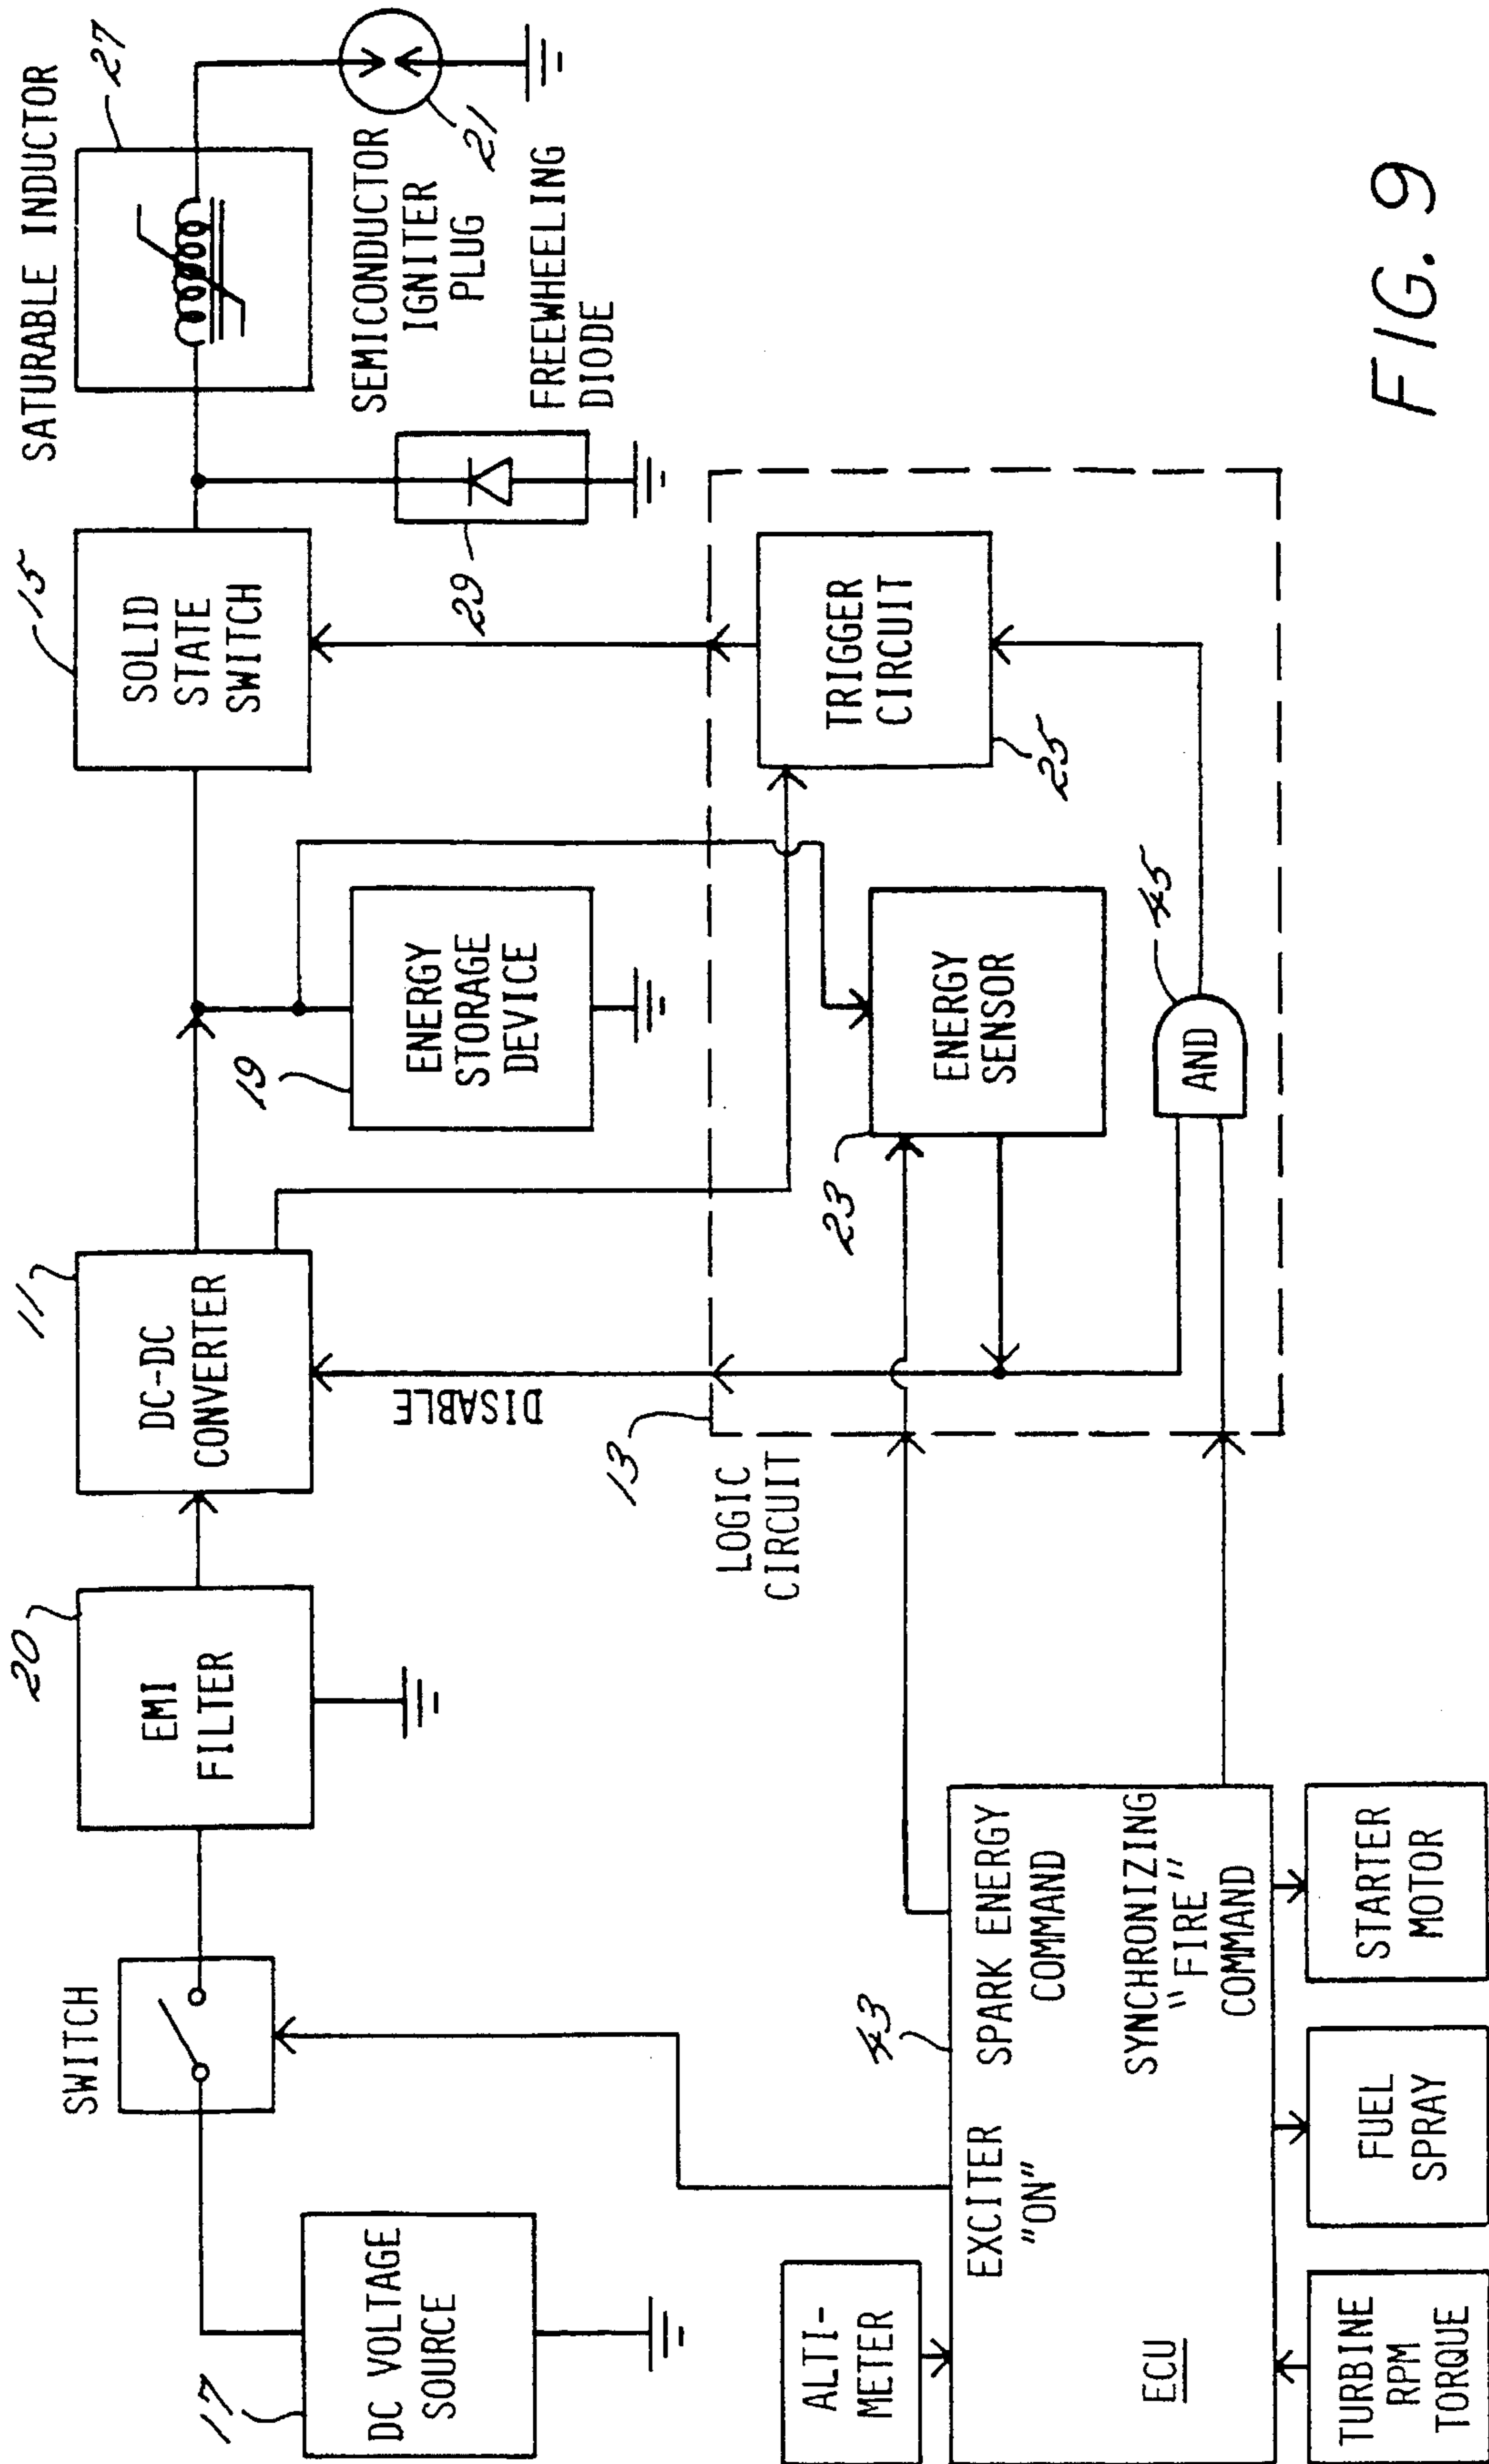 SWITCH
20
11
15
SATURABLE INDUCTOR
27
DC VOLTAGE
SOURCE
17
EMI
FILTER
DC-DC
CONVERTER
SOLID
STATE
SWITCH
19
ENERGY
STORAGE
DEVICE
29
FREEWHEELING
DIODE
SEMICONDUCTOR
IGNITER
PLUG
21
DISABLE
13
LOGIC
CIRCUIT
23
ENERGY
SENSOR
TRIGGER
CIRCUIT
25
45
AND
ALTI-
METER
43
EXCITER
"ON"
SPARK ENERGY
COMMAND
SYNCHRONIZING
"FIRE"
COMMAND
ECU
TURBINE
RPM
TORQUE
FUEL
SPRAY
STARTER
MOTOR
FIG. 9